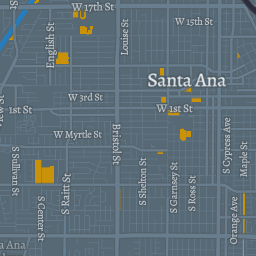 W 17th St
W 15th St
English St
Louise St
Santa Ana
W 3rd St
1st St
W 1st St
W Myrtle St
Bristol St
S Sullivan St
S Center St
S Raitt St
S Shelton St
S Garnsey St
S Ross St
S Cypress Ave
Maple St
Orange Ave
a Ana